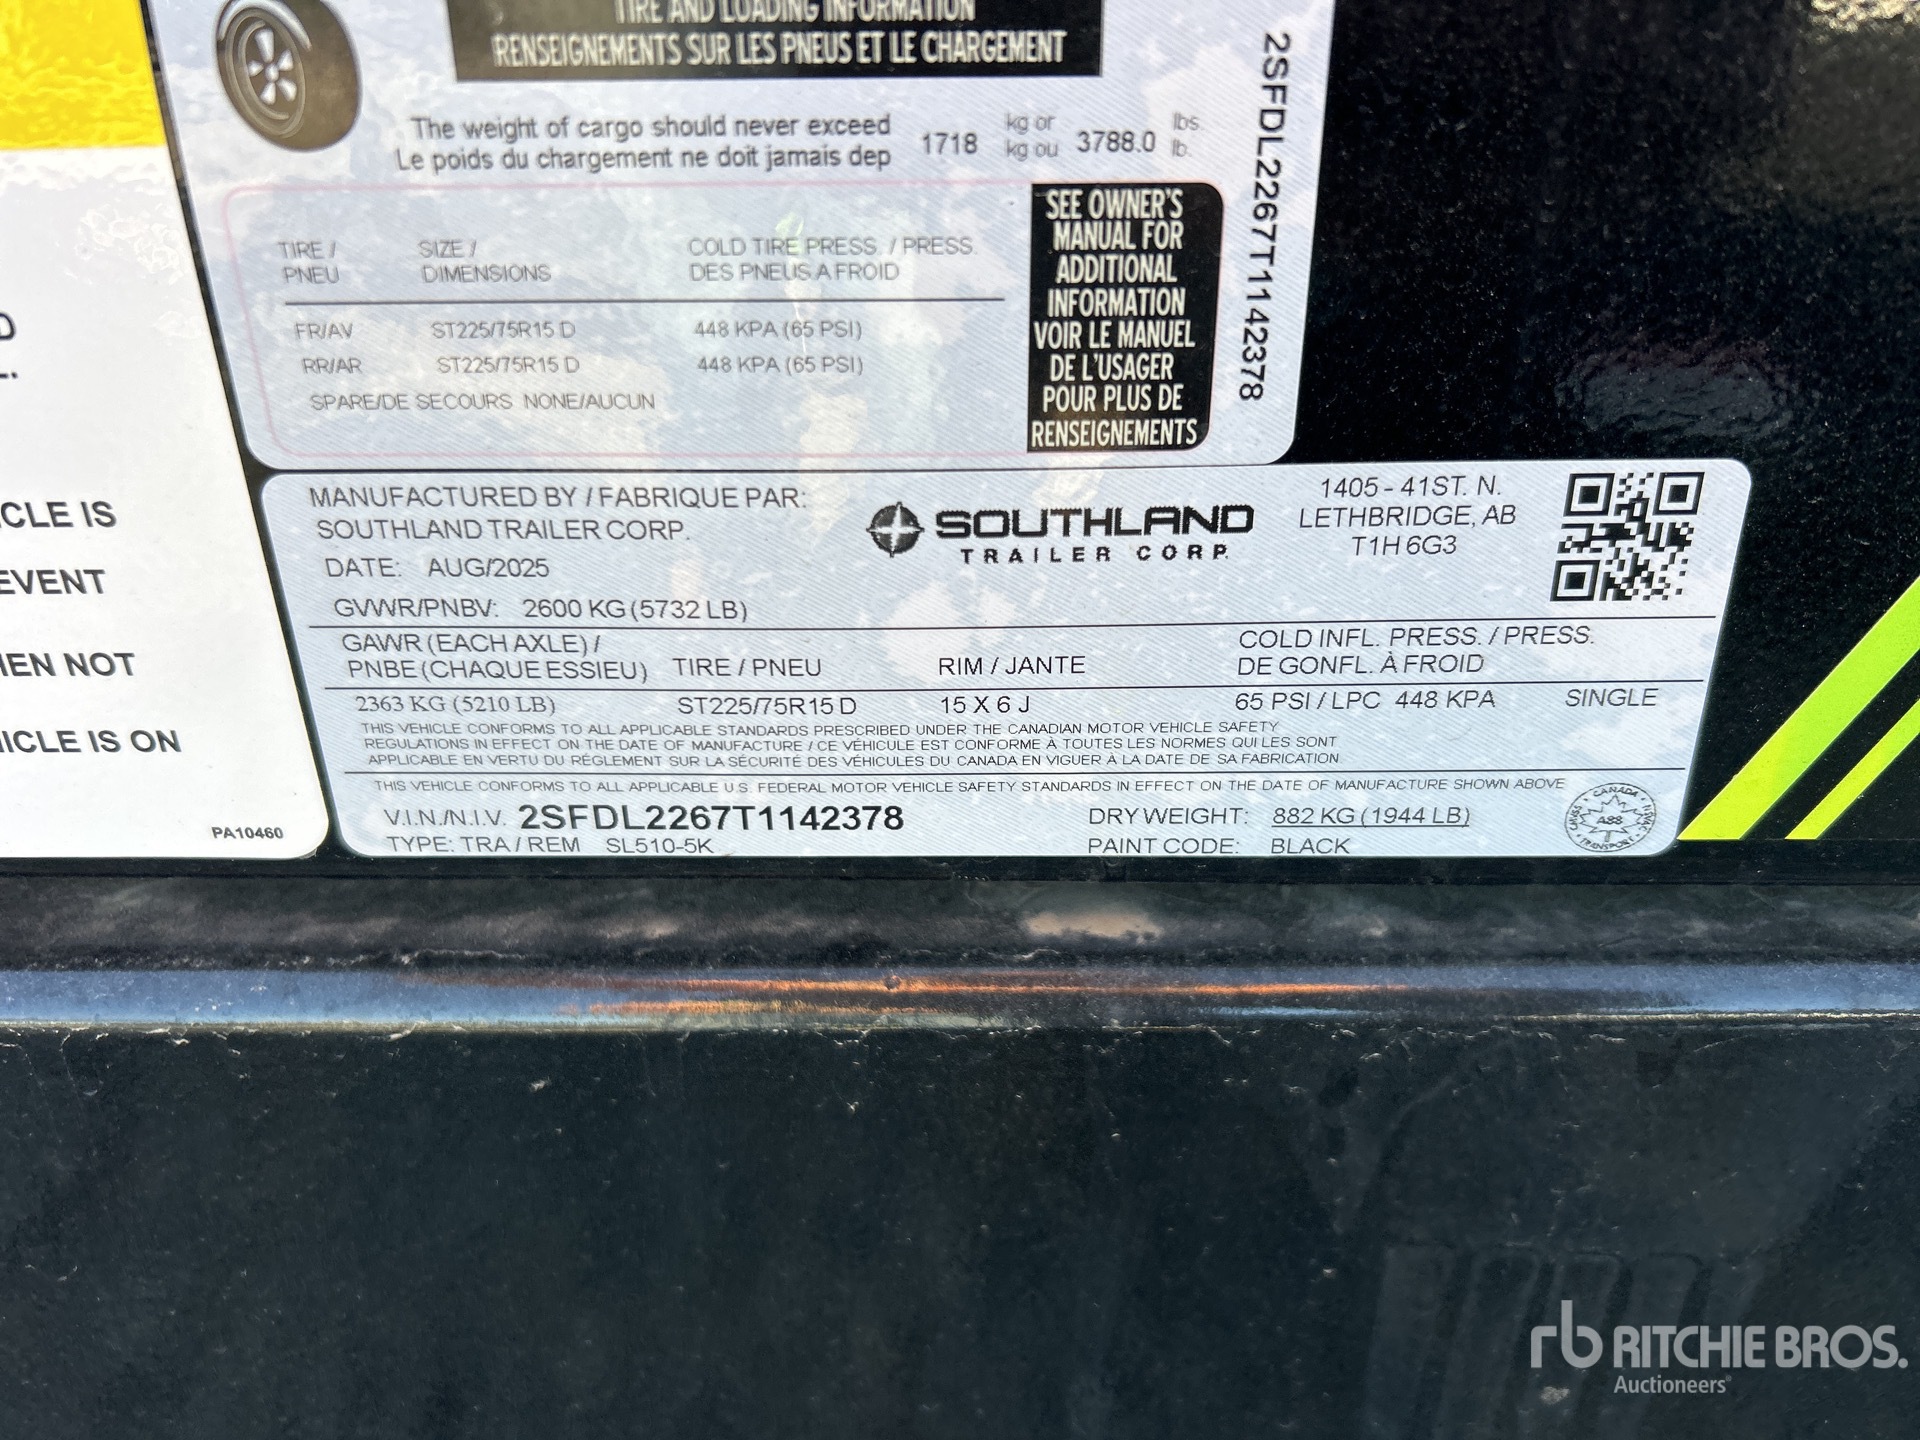 TIRE AND LOADING INFORMATION
RENSEIGNEMENTS SUR LES PNEUS ET LE CHARGEMENT
The weight of cargo should never exceed 1718 kg or 3788.0 lbs.
Le poids du chargement ne doit jamais dep kg ou lb.
TIRE / SIZE / COLD TIRE PRESS. / PRESS.
PNEU DIMENSIONS DES PNEUS A FROID
FR/AV ST225/75R15 D 448 KPA (65 PSI)
RR/AR ST225/75R15 D 448 KPA (65 PSI)
SPARE/DE SECOURS NONE/AUCUN
SEE OWNER'S
MANUAL FOR
ADDITIONAL
INFORMATION
VOIR LE MANUEL
DE L'USAGER
POUR PLUS DE
RENSEIGNEMENTS
2SFDL2267T1142378
CLE IS
EVENT
EN NOT
ICLE IS ON
PA10460
MANUFACTURED BY / FABRIQUE PAR:
SOUTHLAND TRAILER CORP.
DATE: AUG/2025
GVWR/PNBV: 2600 KG (5732 LB)
SOUTHLAND
TRAILER CORP.
1405 - 41ST. N.
LETHBRIDGE, AB
T1H 6G3
GAWR (EACH AXLE) / COLD INFL. PRESS. / PRESS.
PNBE (CHAQUE ESSIEU) TIRE / PNEU RIM / JANTE DE GONFL. À FROID
2363 KG (5210 LB) ST225/75R15 D 15 X 6 J 65 PSI / LPC 448 KPA SINGLE
THIS VEHICLE CONFORMS TO ALL APPLICABLE STANDARDS PRESCRIBED UNDER THE CANADIAN MOTOR VEHICLE SAFETY
REGULATIONS IN EFFECT ON THE DATE OF MANUFACTURE / CE VÉHICULE EST CONFORME À TOUTES LES NORMES QUI LES SONT
APPLICABLE EN VERTU DU RÉGLEMENT SUR LA SÉCURITÉ DES VÉHICULES DU CANADA EN VIGUER À LA DATE DE SA FABRICATION
THIS VEHICLE CONFORMS TO ALL APPLICABLE U.S. FEDERAL MOTOR VEHICLE SAFETY STANDARDS IN EFFECT ON THE DATE OF MANUFACTURE SHOWN ABOVE
V.I.N./N.I.V. 2SFDL2267T1142378 DRY WEIGHT: 882 KG (1944 LB)
TYPE: TRA / REM SL510-5K PAINT CODE: BLACK
CANADA
A88
TRANSPORT
rb RITCHIE BROS.
Auctioneers